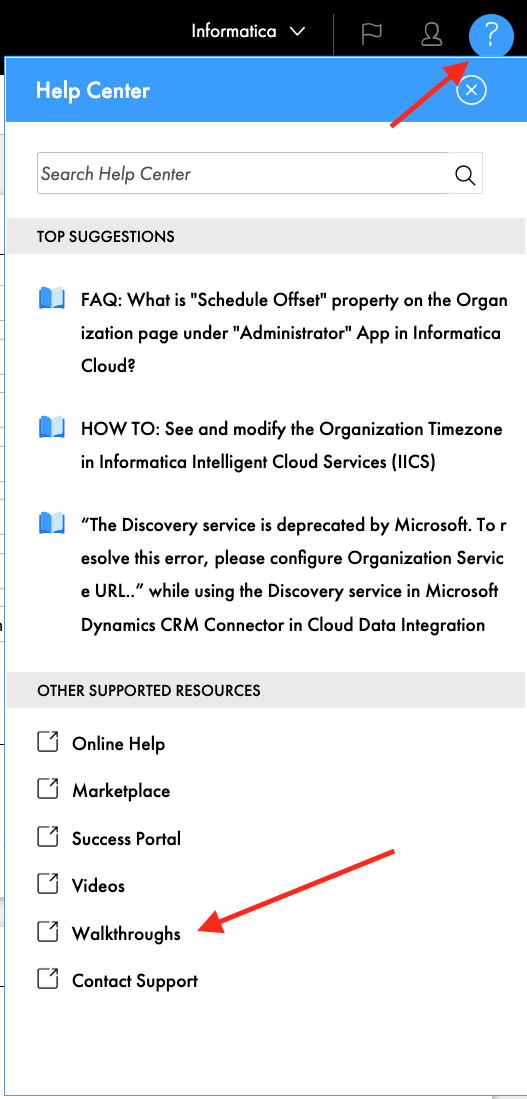 Informatica
?
Help Center
Search Help Center
TOP SUGGESTIONS
FAQ: What is "Schedule Offset" property on the Organ
ization page under "Administrator" App in Informatica
Cloud?
HOW TO: See and modify the Organization Timezone
in Informatica Intelligent Cloud Services (IICS)
“The Discovery service is deprecated by Microsoft. To r
esolve this error, please configure Organization Servic
e URL..” while using the Discovery service in Microsoft
Dynamics CRM Connector in Cloud Data Integration
OTHER SUPPORTED RESOURCES
Online Help
Marketplace
Success Portal
Videos
Walkthroughs
Contact Support